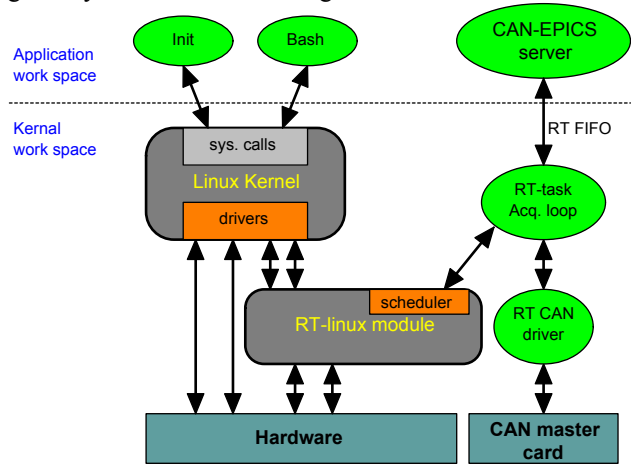 Init
Bash
CAN-EPICS
server
Application
work space
Kernal
work space
RT FIFO
sys. calls
Linux Kernel
drivers
RT-task
Acq. loop
scheduler
RT-linux module
RT CAN
driver
Hardware
CAN master
card